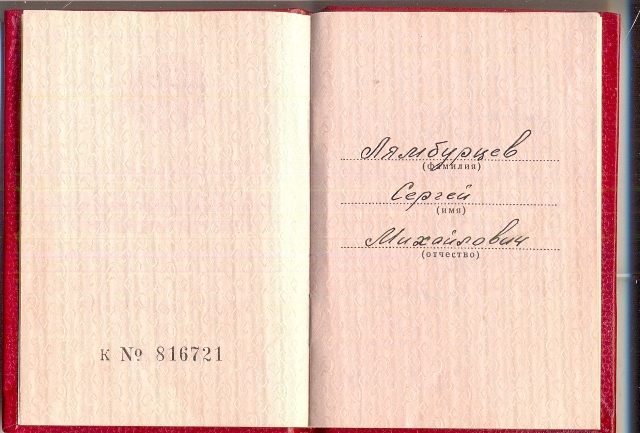 К № 816721
Лямбурцев
(фамилия)
Сергей
(имя)
Михайлович
(отчество)